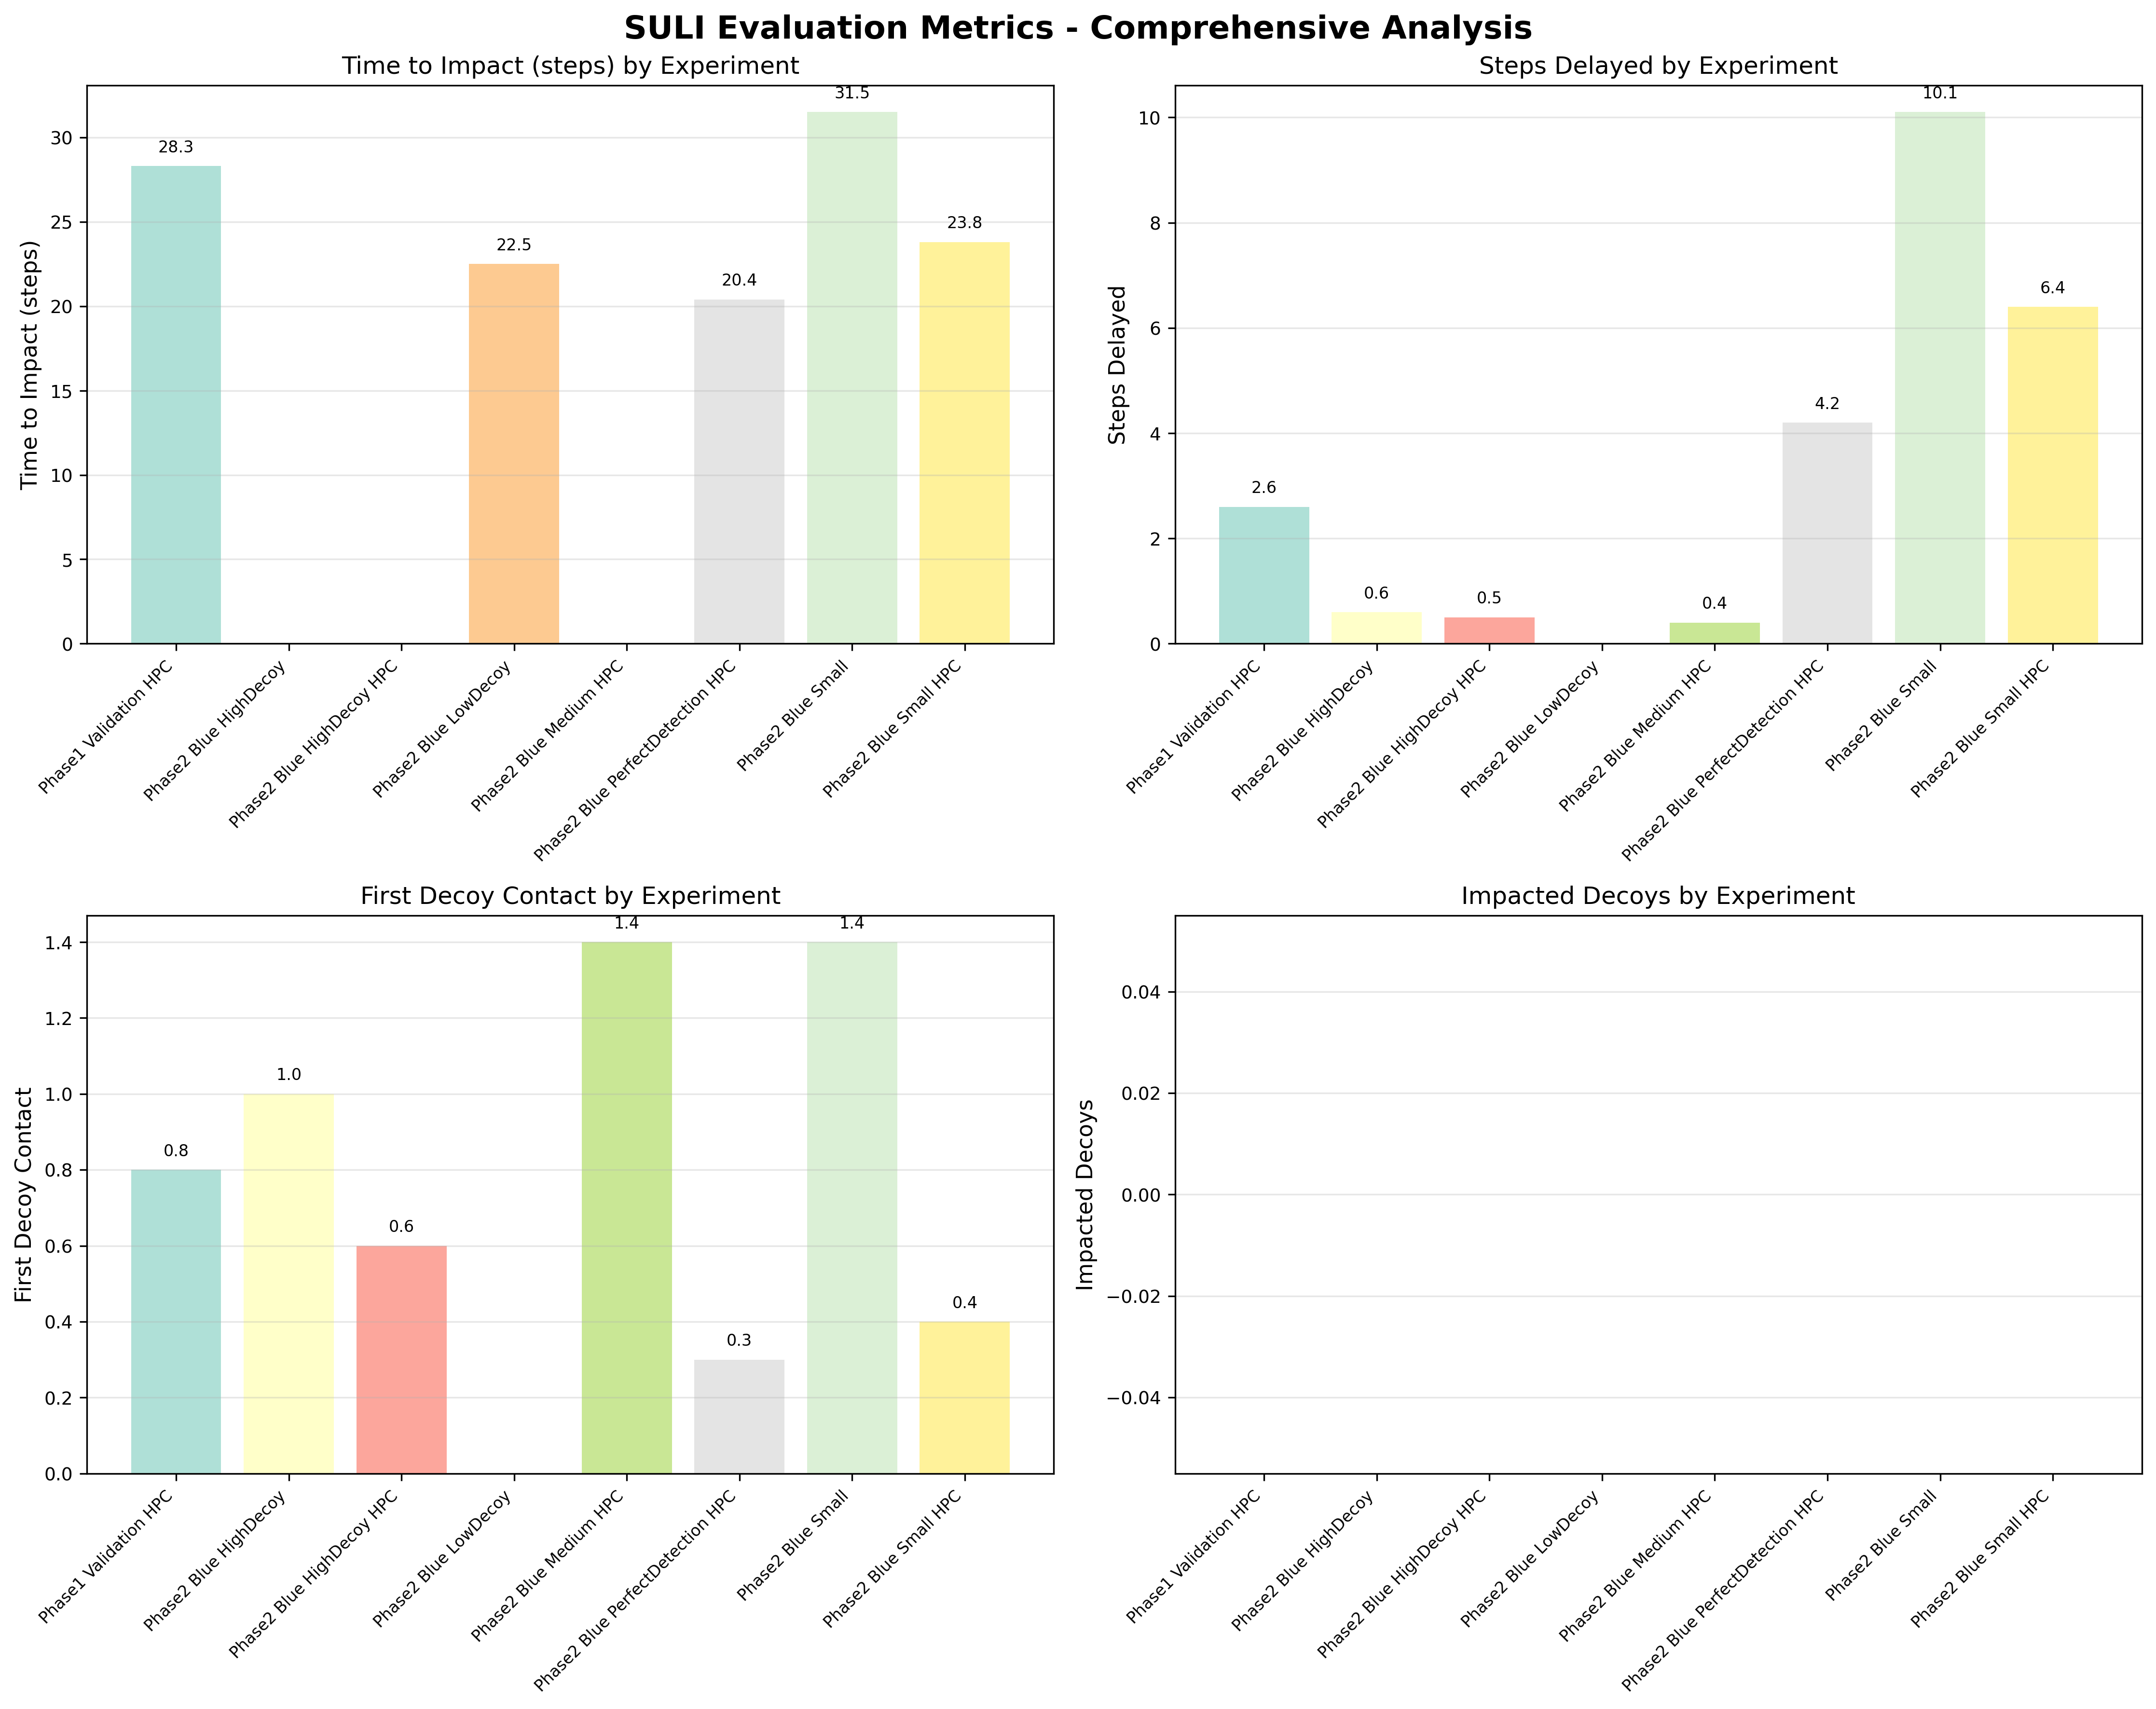 SULI Evaluation Metrics - Comprehensive Analysis
Time to Impact (steps) by Experiment
Time to Impact (steps)
30
25
20
15
10
5
0
28.3
22.5
20.4
31.5
23.8
Phase1 Validation HPC
Phase2 Blue HighDecoy
Phase2 Blue HighDecoy HPC
Phase2 Blue LowDecoy
Phase2 Blue Medium HPC
Phase2 Blue PerfectDetection HPC
Phase2 Blue Small
Phase2 Blue Small HPC
Steps Delayed by Experiment
Steps Delayed
10
8
6
4
2
0
2.6
0.6
0.5
0.4
4.2
10.1
6.4
Phase1 Validation HPC
Phase2 Blue HighDecoy
Phase2 Blue HighDecoy HPC
Phase2 Blue LowDecoy
Phase2 Blue Medium HPC
Phase2 Blue PerfectDetection HPC
Phase2 Blue Small
Phase2 Blue Small HPC
First Decoy Contact by Experiment
First Decoy Contact
1.4
1.2
1.0
0.8
0.6
0.4
0.2
0.0
0.8
1.0
0.6
1.4
0.3
1.4
0.4
Phase1 Validation HPC
Phase2 Blue HighDecoy
Phase2 Blue HighDecoy HPC
Phase2 Blue LowDecoy
Phase2 Blue Medium HPC
Phase2 Blue PerfectDetection HPC
Phase2 Blue Small
Phase2 Blue Small HPC
Impacted Decoys by Experiment
Impacted Decoys
0.04
0.02
0.00
−0.02
−0.04
Phase1 Validation HPC
Phase2 Blue HighDecoy
Phase2 Blue HighDecoy HPC
Phase2 Blue LowDecoy
Phase2 Blue Medium HPC
Phase2 Blue PerfectDetection HPC
Phase2 Blue Small
Phase2 Blue Small HPC